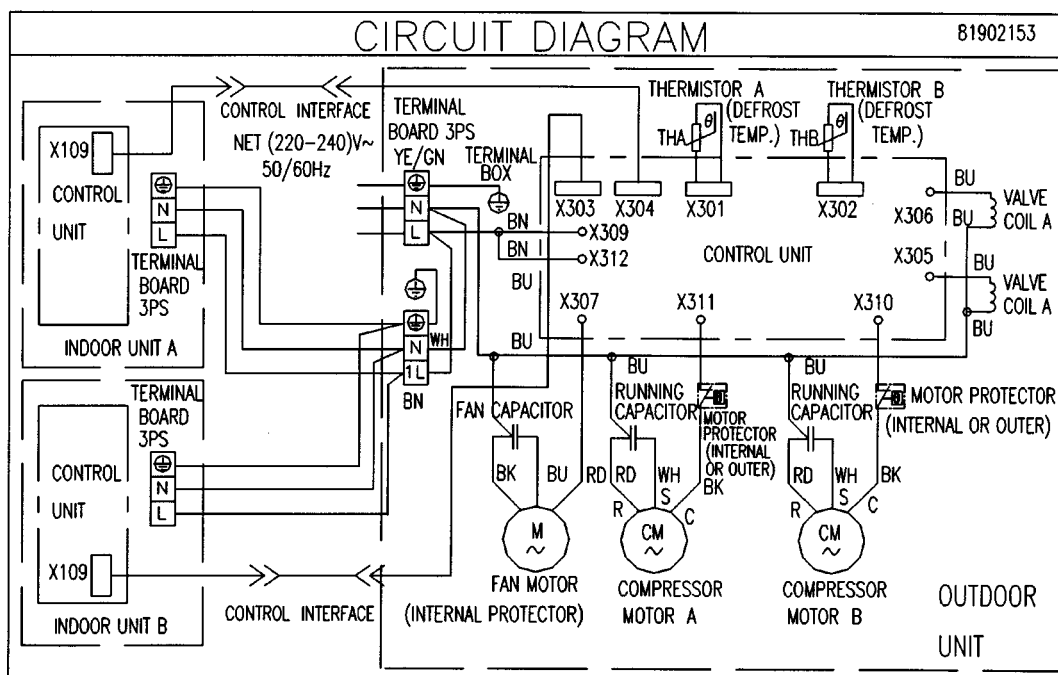 CIRCUIT DIAGRAM
81902153
X109
CONTROL
UNIT
N
L
TERMINAL
BOARD
3PS
INDOOR UNIT A
CONTROL INTERFACE
NET (220-240)V~
50/60Hz
TERMINAL
BOARD 3PS
YE/GN
N
L
TERMINAL
BOX
BN
BN
BU
THERMISTOR A
(DEFROST
TEMP.)
THA
θ
THERMISTOR B
(DEFROST
TEMP.)
THB
θ
X303
X304
X301
X302
X309
X312
CONTROL UNIT
X306
X305
BU
BU
VALVE
COIL A
BU
BU
VALVE
COIL A
X307
X311
X310
N
1L
WH
BN
BU
BU
BU
BU
TERMINAL
BOARD
3PS
CONTROL
UNIT
N
L
X109
INDOOR UNIT B
CONTROL INTERFACE
FAN CAPACITOR
BK
BU
M
~
FAN MOTOR
(INTERNAL PROTECTOR)
RUNNING
CAPACITOR
MOTOR
PROTECTOR
(INTERNAL
OR OUTER)
RD
RD
WH
BK
R
S
C
CM
~
COMPRESSOR
MOTOR A
RUNNING
CAPACITOR
MOTOR PROTECTOR
(INTERNAL OR OUTER)
RD
WH
BK
R
S
C
CM
~
COMPRESSOR
MOTOR B
OUTDOOR
UNIT